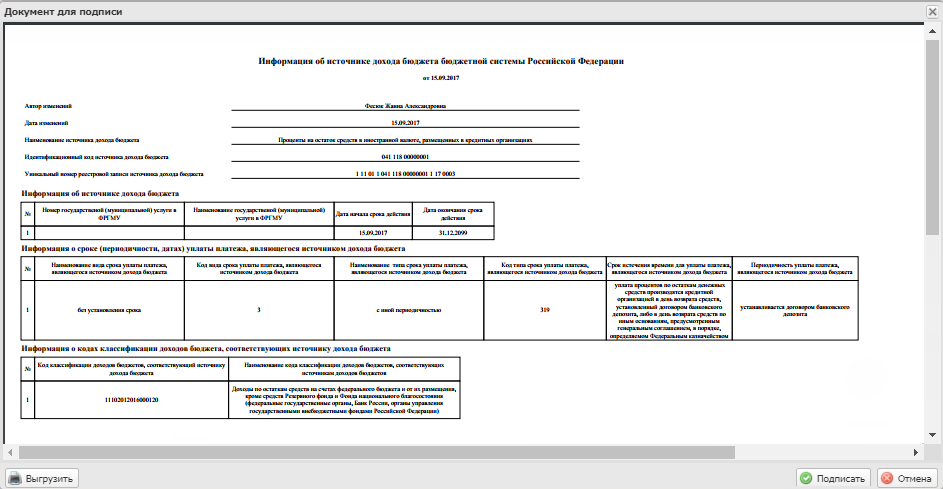 Документ для подписи
Информация об источнике дохода бюджета бюджетной системы Российской Федерации
от 15.09.2017
Автор изменений
Фесюк Жанна Александровна
Дата изменений
15.09.2017
Наименование источника дохода бюджета
Проценты на остаток средств в иностранной валюте, размещенных в кредитных организациях
Идентификационный код источника дохода бюджета
041 118 00000001
Уникальный номер реестровой записи источника дохода бюджета
1 11 01 1 041 118 00000001 1 17 0003
Информация об источнике дохода бюджета
№
Номер государственой (муниципальной) услуги в
ФРГМУ
Наименование государственой (муниципальной)
услуги в ФРГМУ
Дата начала срока действия
Дата окончания срока
действия
1
15.09.2017
31.12.2099
Информация о сроке (периодичности, датах) уплаты платежа, являющегося источником дохода бюджета
№
Наименование вида срока уплаты платежа,
являющегося источником дохода бюджета
Код вида срока уплаты платежа, являющегося
источником дохода бюджета
Наименование типа срока уплаты платежа,
являющегося источником дохода бюджета
Код типа срока уплаты платежа,
являющегося источником дохода бюджета
Срок истечения времени для уплаты платежа,
являющегося источником дохода бюджета
Периодичность уплаты платежа,
являющегося источником дохода бюджета
1
без установления срока
3
с иной периодичностью
319
уплата процентов по остаткам денежных
средств производится кредитной
организацией в день возврата средств,
установленный договором банковского
депозита, либо в день возврата средств по
иным основаниям, предусмотренным
генеральным соглашением, в порядке,
определяемом Федеральным казначейством
устанавливается договором банковского
депозита
Информация о кодах классификации доходов бюджета, соответствующих источнику дохода бюджета
№
Код классификации доходов бюджетов, соответствующий источнику
дохода бюджета
Наименование кода классификации доходов бюджетов, соответствующих
источникам доходов бюджетов
1
11102012016000120
Доходы по остаткам средств на счетах федерального бюджета и от их размещения,
кроме средств Резервного фонда и Фонда национального благосостояния
(федеральные государственные органы, Банк России, органы управления
государственными внебюджетными фондами Российской Федерации)
Выгрузить
Подписать
Отмена